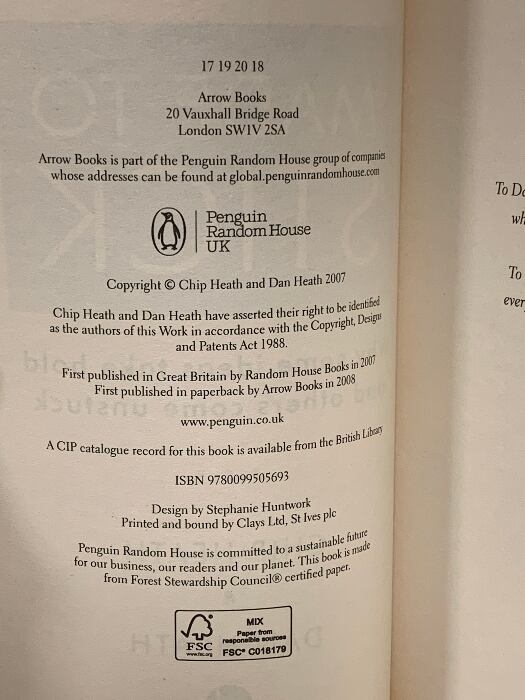 17 19 20 18
Arrow Books
20 Vauxhall Bridge Road
London SW1V 2SA
Arrow Books is part of the Penguin Random House group of companies
whose addresses can be found at global.penguinrandomhouse.com
Penguin
Random House
UK
Copyright © Chip Heath and Dan Heath 2007
Chip Heath and Dan Heath have asserted their right to be identified
as the authors of this Work in accordance with the Copyright, Designs
and Patents Act 1988.
First published in Great Britain by Random House Books in 2007
First published in paperback by Arrow Books in 2008
www.penguin.co.uk
A CIP catalogue record for this book is available from the British Library
ISBN 9780099505693
Design by Stephanie Huntwork
Printed and bound by Clays Ltd, St Ives plc
Penguin Random House is committed to a sustainable future
for our business, our readers and our planet. This book is made
from Forest Stewardship Council® certified paper.
FSC
www.fsc.org
MIX
Paper from
responsible sources
FSC® C018179
To
To